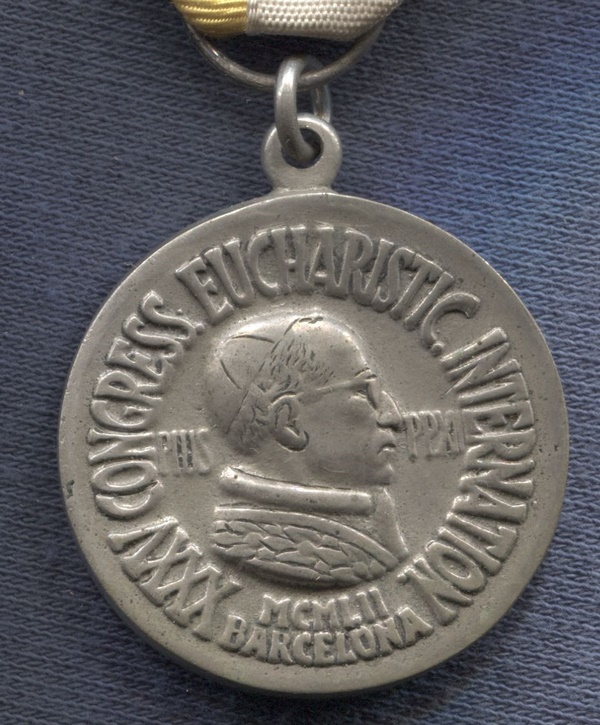 XXXV CONGRESS. EUCHARISTIC. INTERNATION
PIUS PP.XII
MCMLII
BARCELONA